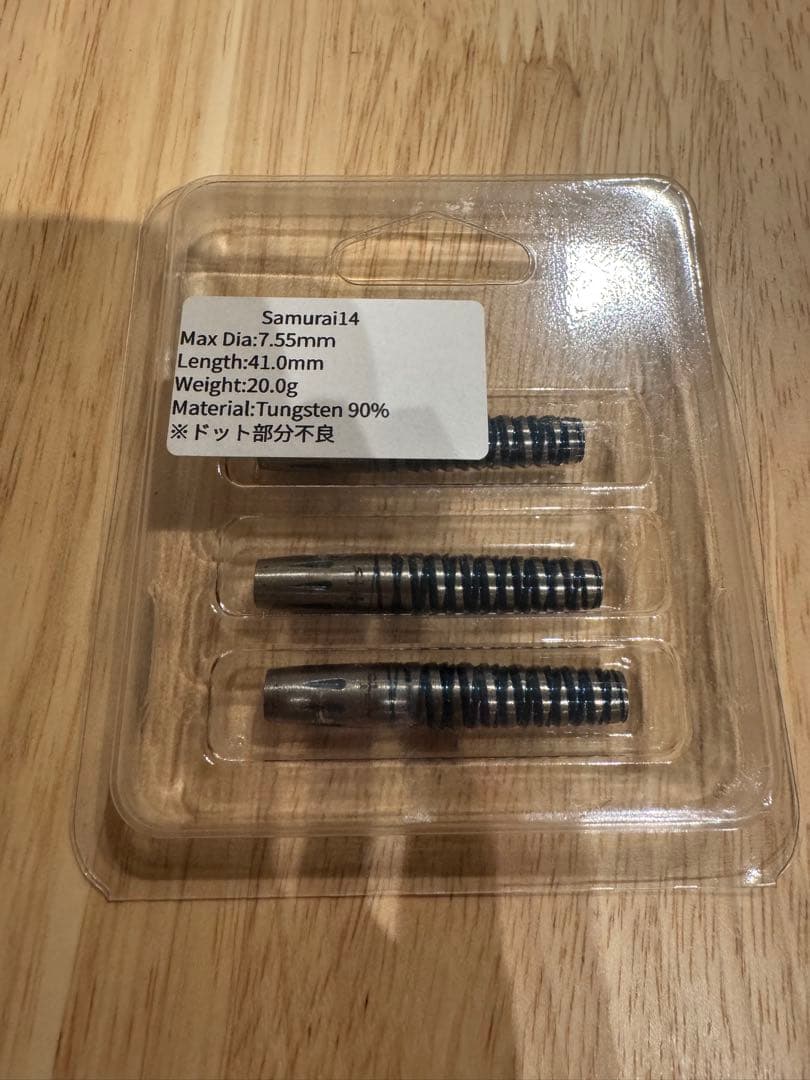 Samurai14
Max Dia:7.55mm
Length:41.0mm
Weight:20.0g
Material:Tungsten 90%
※ドット部分不良